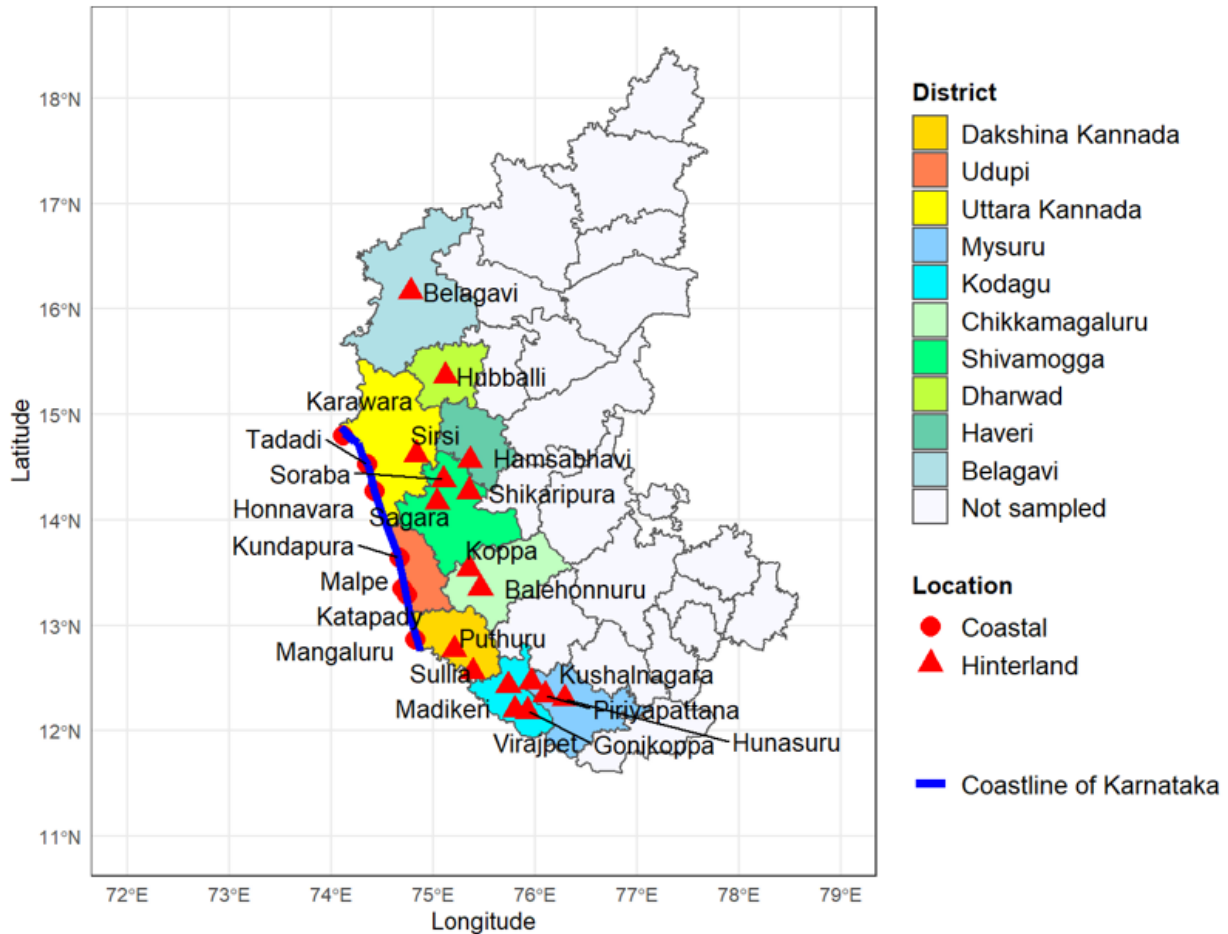 18°N
17°N
16°N
15°N
14°N
13°N
12°N
11°N
Latitude
72°E 73°E 74°E 75°E 76°E 77°E 78°E 79°E
Longitude
Belagavi
Hubballi
Karawara
Tadadi
Sirsi
Soraba
Hamsabhavi
Shikaripura
Honnavara
Sagara
Kundapura
Koppa
Malpe
Balehonnuru
Katapady
Mangaluru
Puthuru
Sullia
Kushalnagara
Madikeri
Piriyapattana
Virajpet
Gonikoppa
Hunasuru
District
Dakshina Kannada
Udupi
Uttara Kannada
Mysuru
Kodagu
Chikkamagaluru
Shivamogga
Dharwad
Haveri
Belagavi
Not sampled
Location
Coastal
Hinterland
Coastline of Karnataka